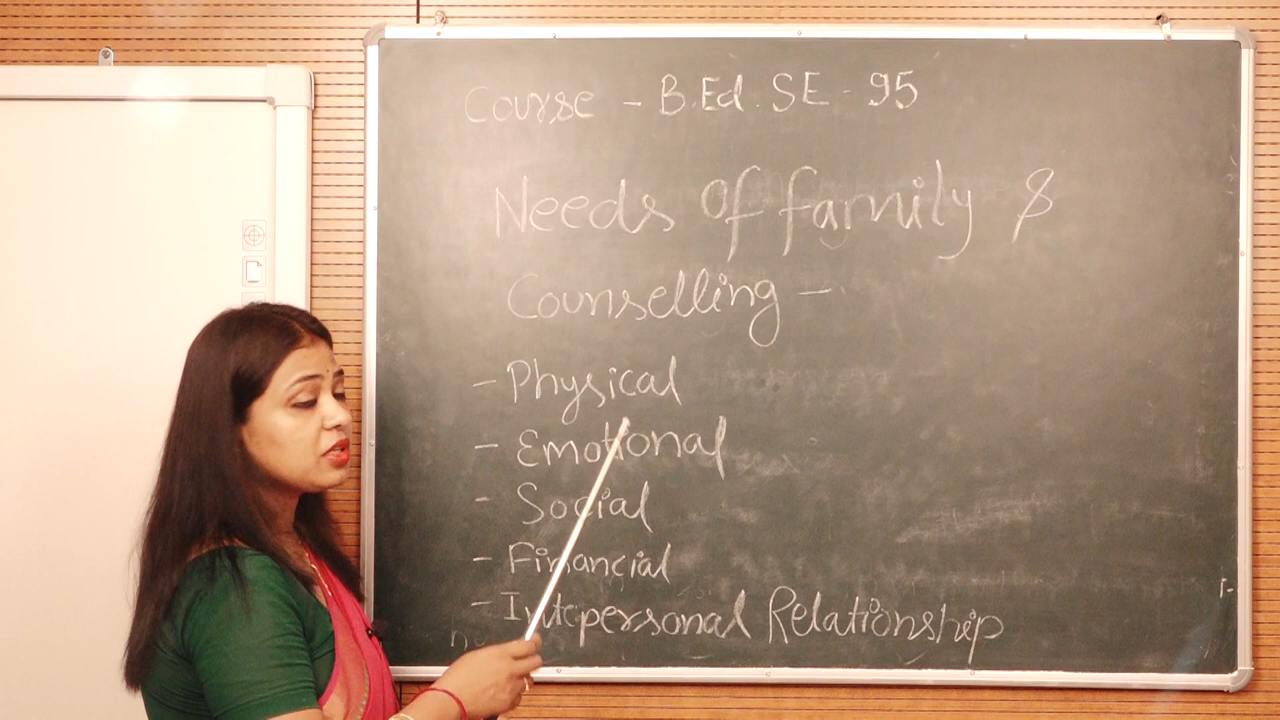 Course - B.Ed. SE - 95
Needs of family &
Counselling -
- Physical
- Emotional
- Social
- Financial
- Interpersonal Relationship